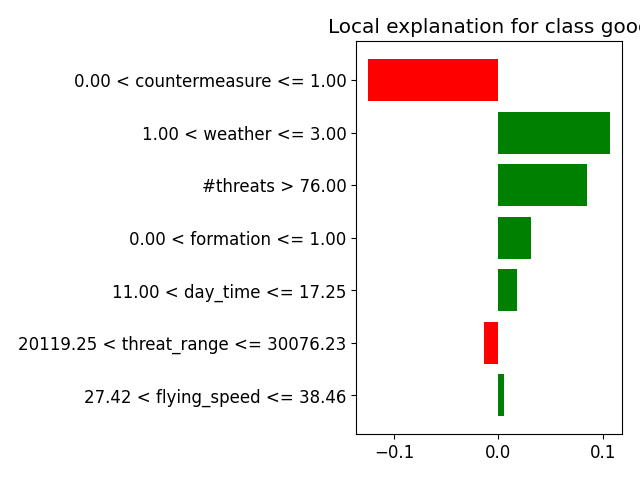 Local explanation for class goo
0.00 < countermeasure <= 1.00
1.00 < weather <= 3.00
#threats > 76.00
0.00 < formation <= 1.00
11.00 < day_time <= 17.25
20119.25 < threat_range <= 30076.23
27.42 < flying_speed <= 38.46
−0.1 0.0 0.1